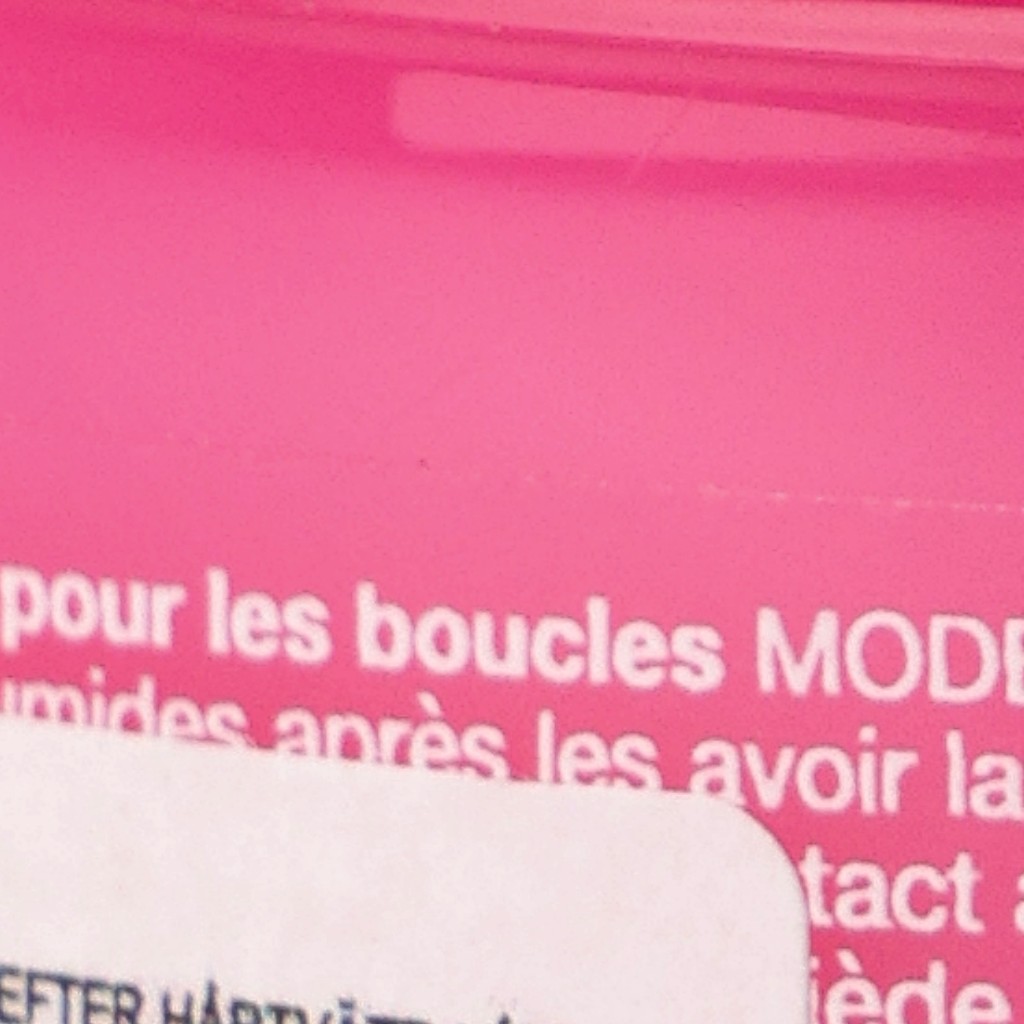 pour les boucles MODE
umides après les avoir la
tact a
iède
EFTER